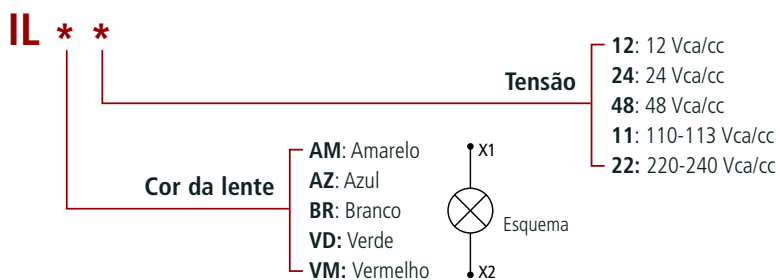 IL * *
Tensão
12: 12 Vca/cc
24: 24 Vca/cc
48: 48 Vca/cc
11: 110-113 Vca/cc
22: 220-240 Vca/cc
Cor da lente
AM: Amarelo
AZ: Azul
BR: Branco
VD: Verde
VM: Vermelho
X1
Esquema
X2